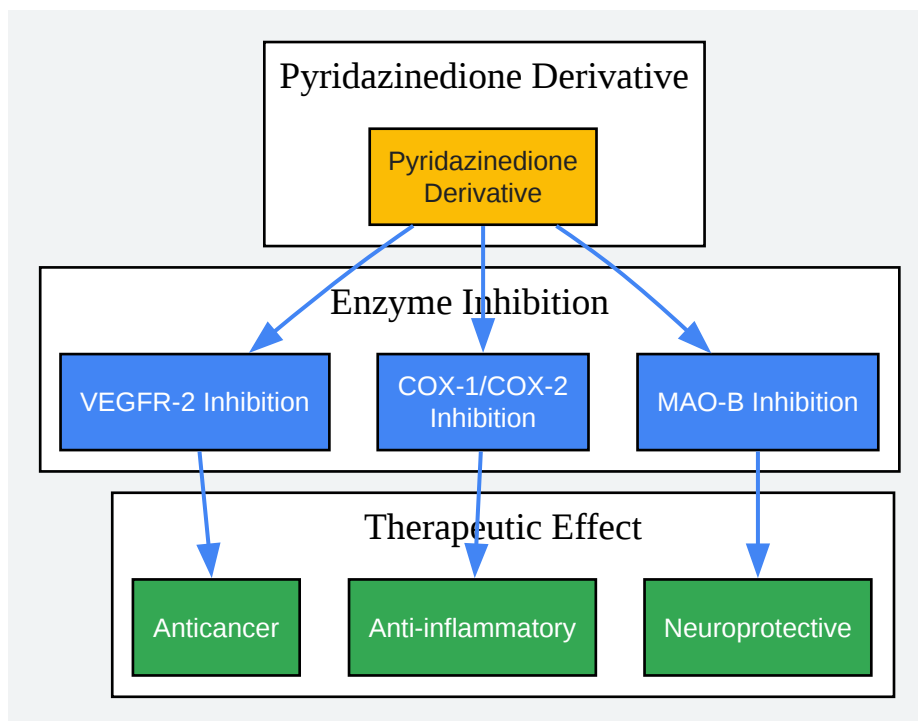 Pyridazinedione Derivative
Pyridazinedione
Derivative
Enzyme Inhibition
VEGFR-2 Inhibition
COX-1/COX-2
Inhibition
MAO-B Inhibition
Therapeutic Effect
Anticancer
Anti-inflammatory
Neuroprotective